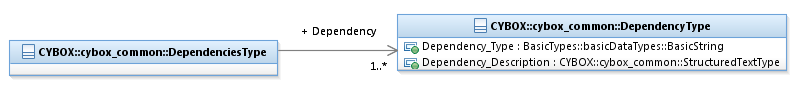 CYBOX::cybox_common::DependenciesType
+ Dependency
1..*
CYBOX::cybox_common::DependencyType
Dependency_Type : BasicTypes::basicDataTypes::BasicString
Dependency_Description : CYBOX::cybox_common::StructuredTextType